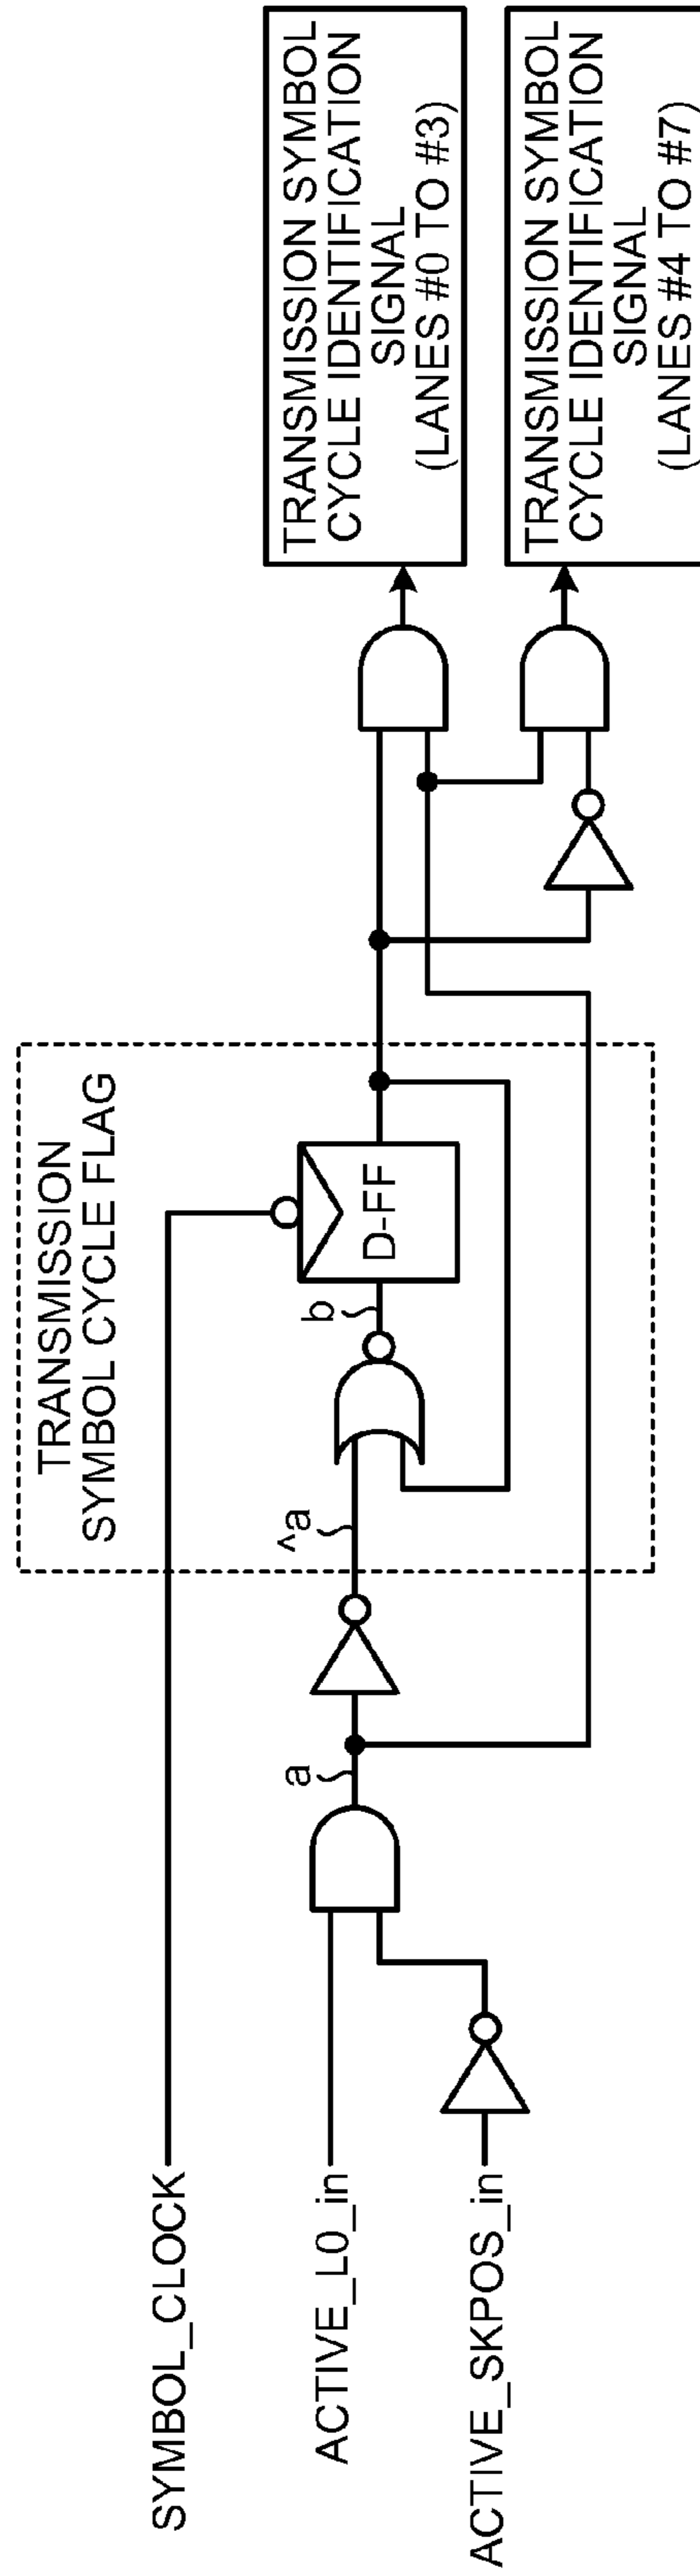 TRANSMISSION
SYMBOL CYCLE FLAG
SYMBOL_CLOCK
ACTIVE_L0_in
ACTIVE_SKPOS_in
a
^a
b
D-FF
TRANSMISSION SYMBOL
CYCLE IDENTIFICATION
SIGNAL
(LANES #0 TO #3)
TRANSMISSION SYMBOL
CYCLE IDENTIFICATION
SIGNAL
(LANES #4 TO #7)